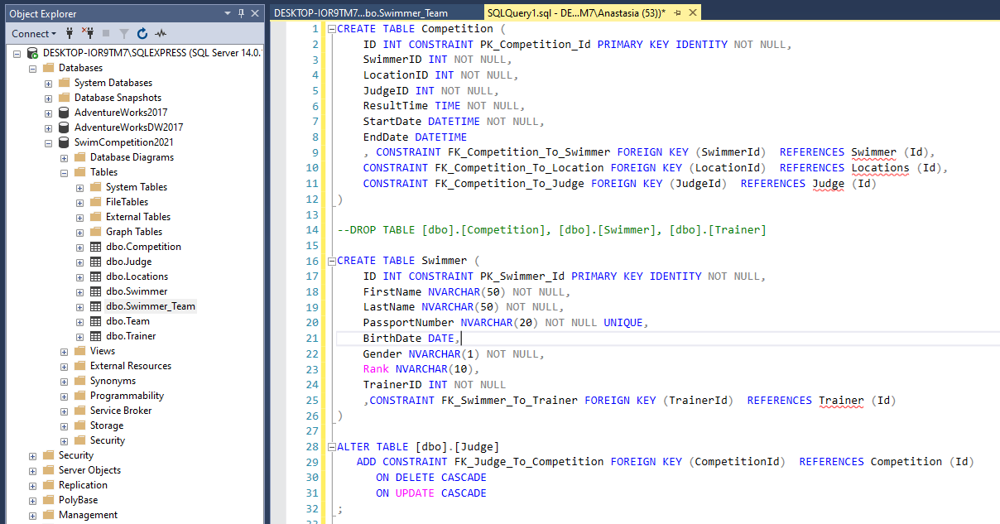 Object Explorer
Connect
DESKTOP-IOR9TM7\SQLEXPRESS (SQL Server 14.0.
Databases
System Databases
Database Snapshots
AdventureWorks2017
AdventureWorksDW2017
SwimCompetition2021
Database Diagrams
Tables
System Tables
FileTables
External Tables
Graph Tables
dbo.Competition
dbo.Judge
dbo.Locations
dbo.Swimmer
dbo.Swimmer_Team
dbo.Team
dbo.Trainer
Views
External Resources
Synonyms
Programmability
Service Broker
Storage
Security
Security
Server Objects
Replication
PolyBase
Management
DESKTOP-IOR9TM7...bo.Swimmer_Team
SQLQuery1.sql - DE...M7\Anastasia (53))*
1 CREATE TABLE Competition (
2 ID INT CONSTRAINT PK_Competition_Id PRIMARY KEY IDENTITY NOT NULL,
3 SwimmerID INT NOT NULL,
4 LocationID INT NOT NULL,
5 JudgeID INT NOT NULL,
6 ResultTime TIME NOT NULL,
7 StartDate DATETIME NOT NULL,
8 EndDate DATETIME
9 , CONSTRAINT FK_Competition_To_Swimmer FOREIGN KEY (SwimmerId)  REFERENCES Swimmer (Id),
10 CONSTRAINT FK_Competition_To_Location FOREIGN KEY (LocationId)  REFERENCES Locations (Id),
11 CONSTRAINT FK_Competition_To_Judge FOREIGN KEY (JudgeId)  REFERENCES Judge (Id)
12 )
13
14 --DROP TABLE [dbo].[Competition], [dbo].[Swimmer], [dbo].[Trainer]
15
16 CREATE TABLE Swimmer (
17 ID INT CONSTRAINT PK_Swimmer_Id PRIMARY KEY IDENTITY NOT NULL,
18 FirstName NVARCHAR(50) NOT NULL,
19 LastName NVARCHAR(50) NOT NULL,
20 PassportNumber NVARCHAR(20) NOT NULL UNIQUE,
21 BirthDate DATE,
22 Gender NVARCHAR(1) NOT NULL,
23 Rank NVARCHAR(10),
24 TrainerID INT NOT NULL
25 ,CONSTRAINT FK_Swimmer_To_Trainer FOREIGN KEY (TrainerId)  REFERENCES Trainer (Id)
26 )
27
28 ALTER TABLE [dbo].[Judge]
29 ADD CONSTRAINT FK_Judge_To_Competition FOREIGN KEY (CompetitionId)  REFERENCES Competition (Id)
30 ON DELETE CASCADE
31 ON UPDATE CASCADE
32 ;